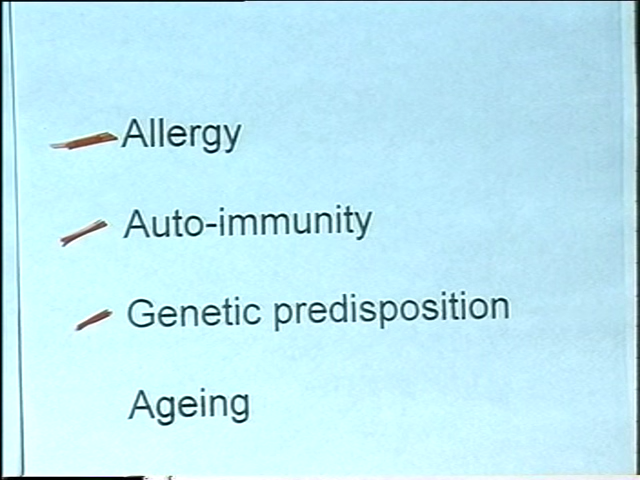 Allergy
Auto-immunity
Genetic predisposition
Ageing